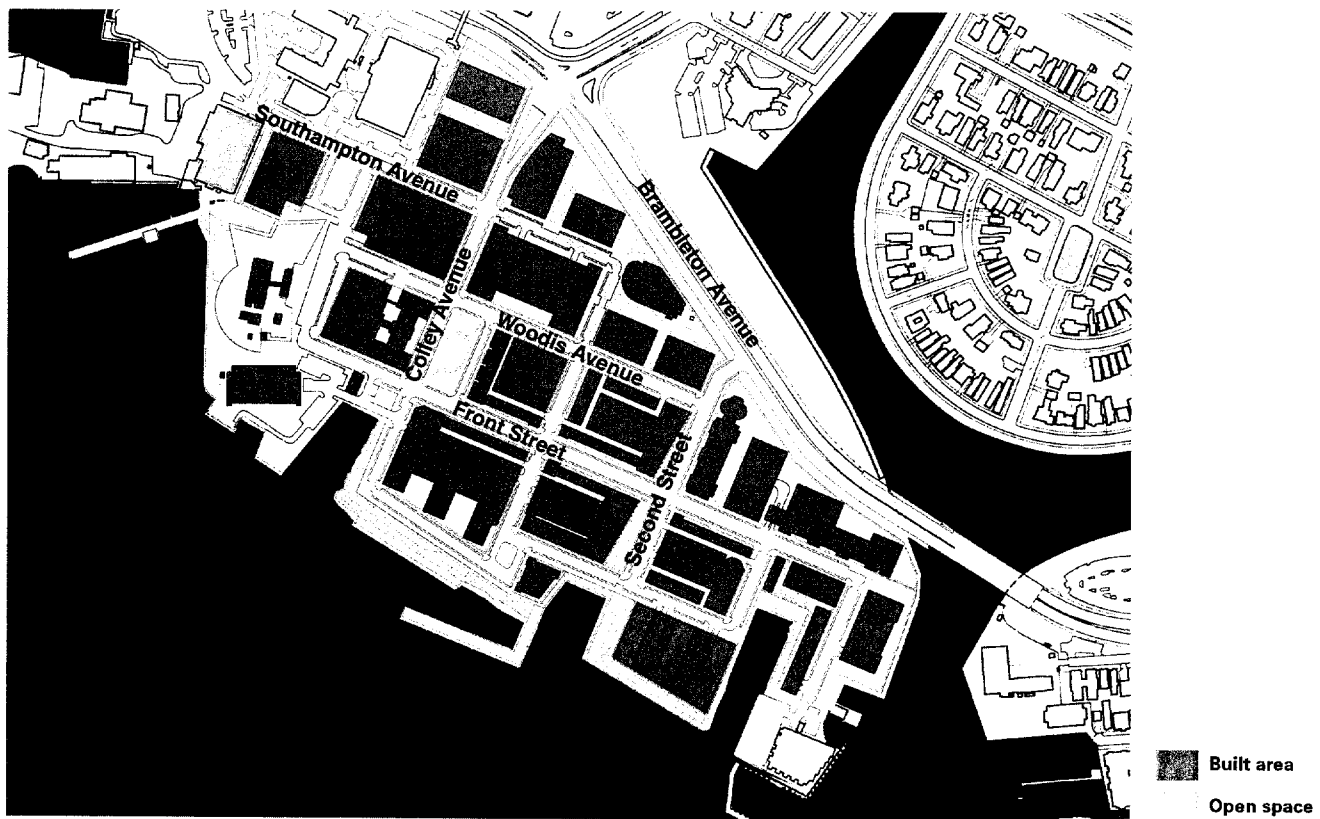 Southampton Avenue
Brambleton Avenue
Colley Avenue
Woodis Avenue
Front Street
Second Street
Built area
Open space